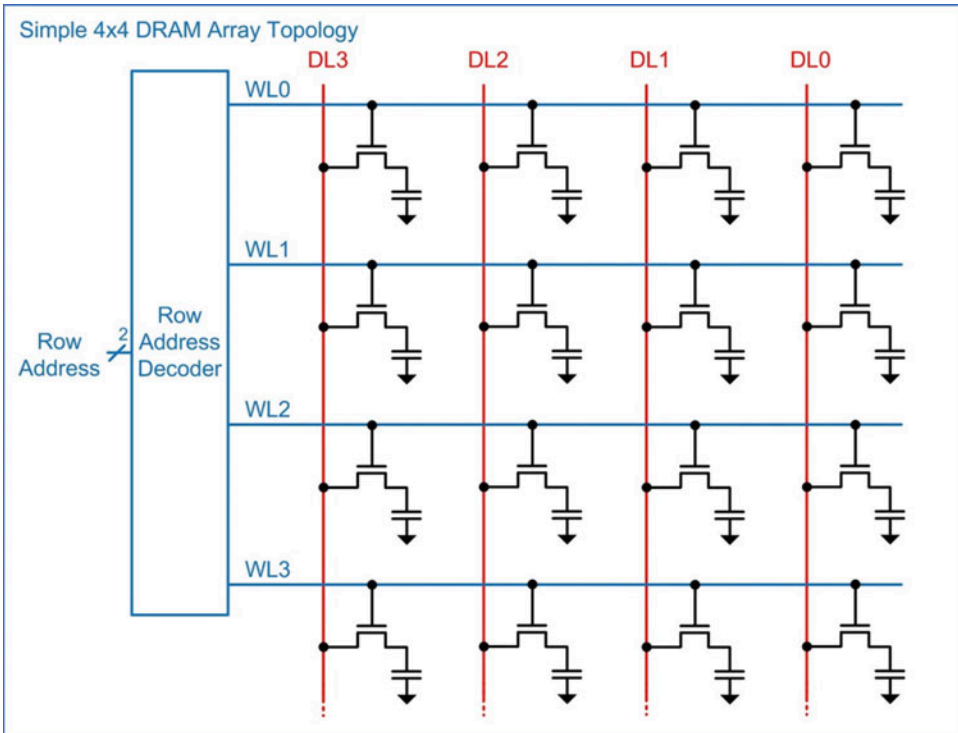 Simple 4x4 DRAM Array Topology
DL3 DL2 DL1 DL0
WL0
WL1
Row
Address
2
Row
Address
Decoder
WL2
WL3